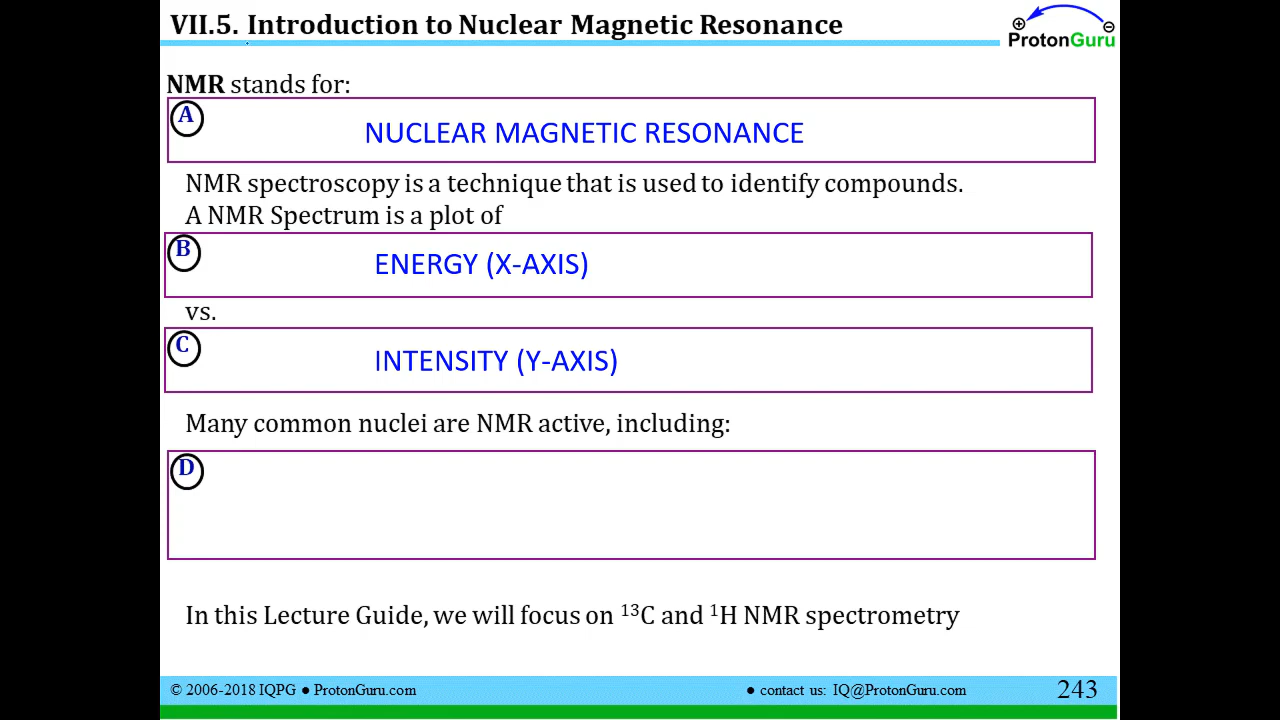 VII.5. Introduction to Nuclear Magnetic Resonance
ProtonGuru
NMR stands for:
A
NUCLEAR MAGNETIC RESONANCE
NMR spectroscopy is a technique that is used to identify compounds.
A NMR Spectrum is a plot of
B
ENERGY (X-AXIS)
vs.
C
INTENSITY (Y-AXIS)
Many common nuclei are NMR active, including:
D
In this Lecture Guide, we will focus on ¹³C and ¹H NMR spectrometry
© 2006-2018 IQPG ● ProtonGuru.com ● contact us: IQ@ProtonGuru.com 243